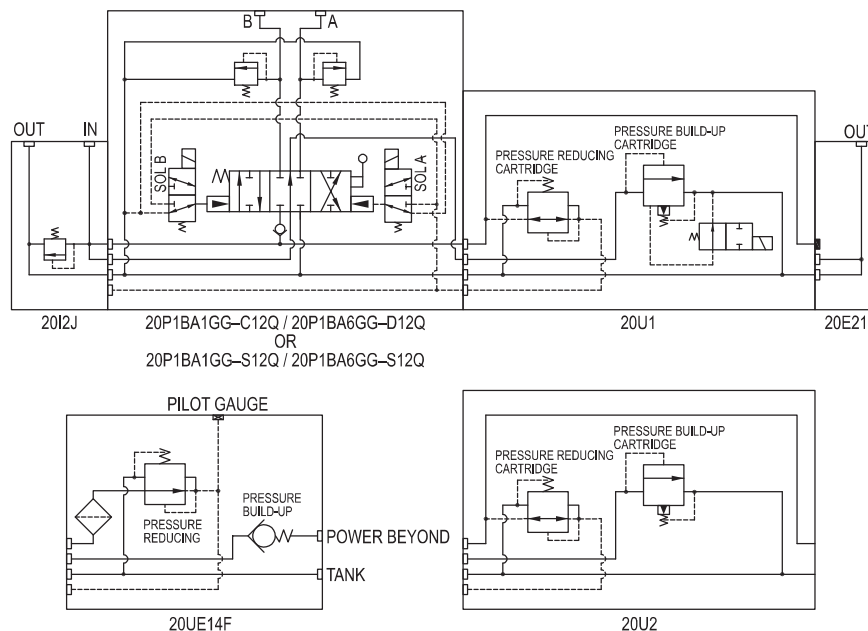 B
A
OUT
IN
SOL B
SOL A
PRESSURE REDUCING
CARTRIDGE
PRESSURE BUILD-UP
CARTRIDGE
OUT
20I2J
20P1BA1GG–C12Q / 20P1BA6GG–D12Q
OR
20P1BA1GG–S12Q / 20P1BA6GG–S12Q
20U1
20E21
PILOT GAUGE
PRESSURE
REDUCING
PRESSURE
BUILD-UP
POWER BEYOND
TANK
20UE14F
PRESSURE REDUCING
CARTRIDGE
PRESSURE BUILD-UP
CARTRIDGE
20U2